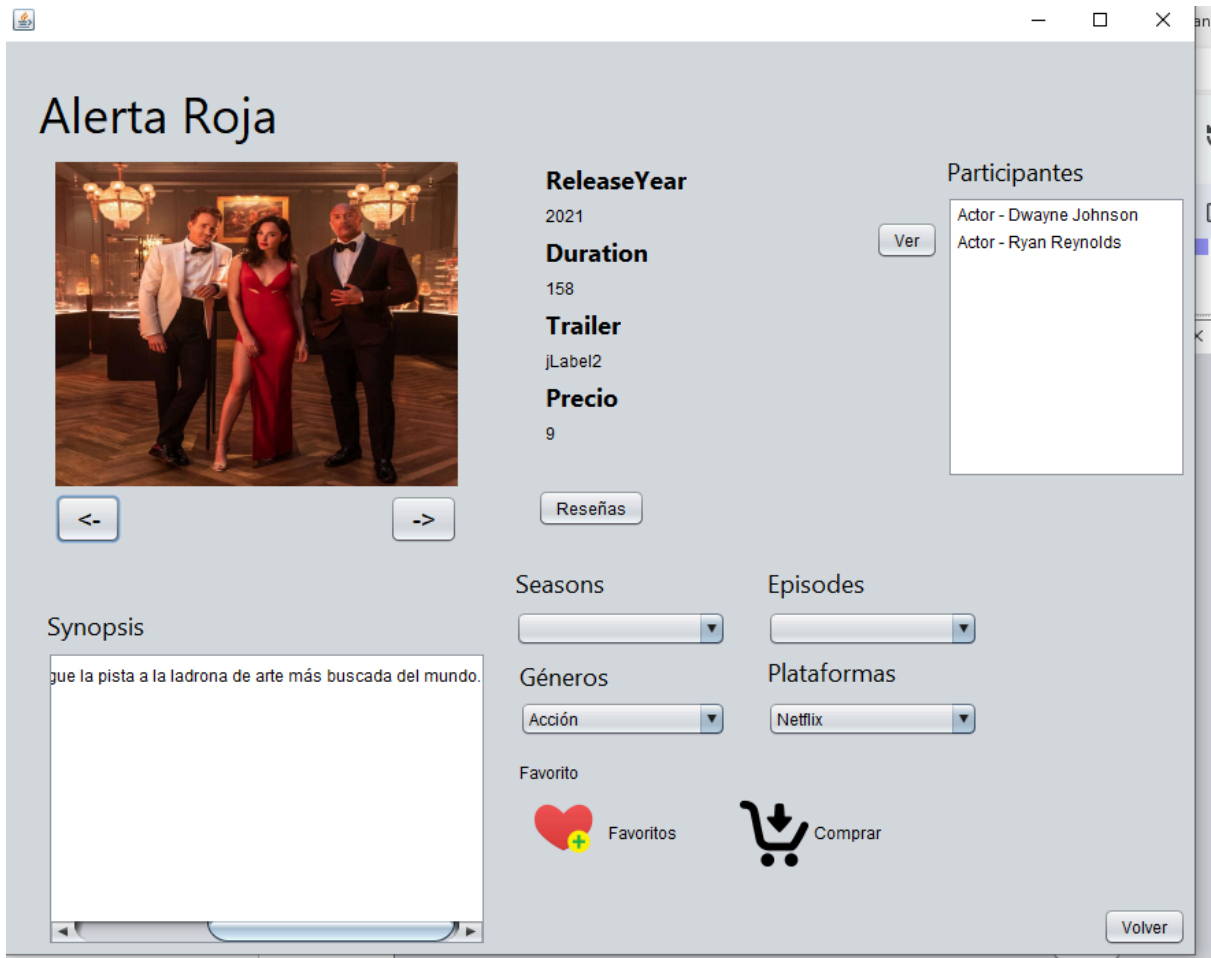 Alerta Roja
ReleaseYear
2021
Duration
158
Trailer
jLabel2
Precio
9
Reseñas
Participantes
Ver
Actor - Dwayne Johnson
Actor - Ryan Reynolds
<-
->
Synopsis
gue la pista a la ladrona de arte más buscada del mundo.
Seasons
Episodes
Géneros
Plataformas
Acción
Netflix
Favorito
Favoritos
Comprar
Volver
an